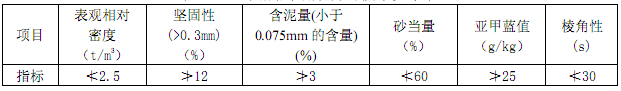 项目
表观相对
密度
(t/m³)
坚固性
(>0.3mm)
(%)
含泥量(小于
0.075mm 的含量)
(%)
砂当量
(%)
亚甲蓝值
(g/kg)
棱角性
(s)
指标 ≮2.5 ≯12 ≯3 ≮60 ≯25 ≮30